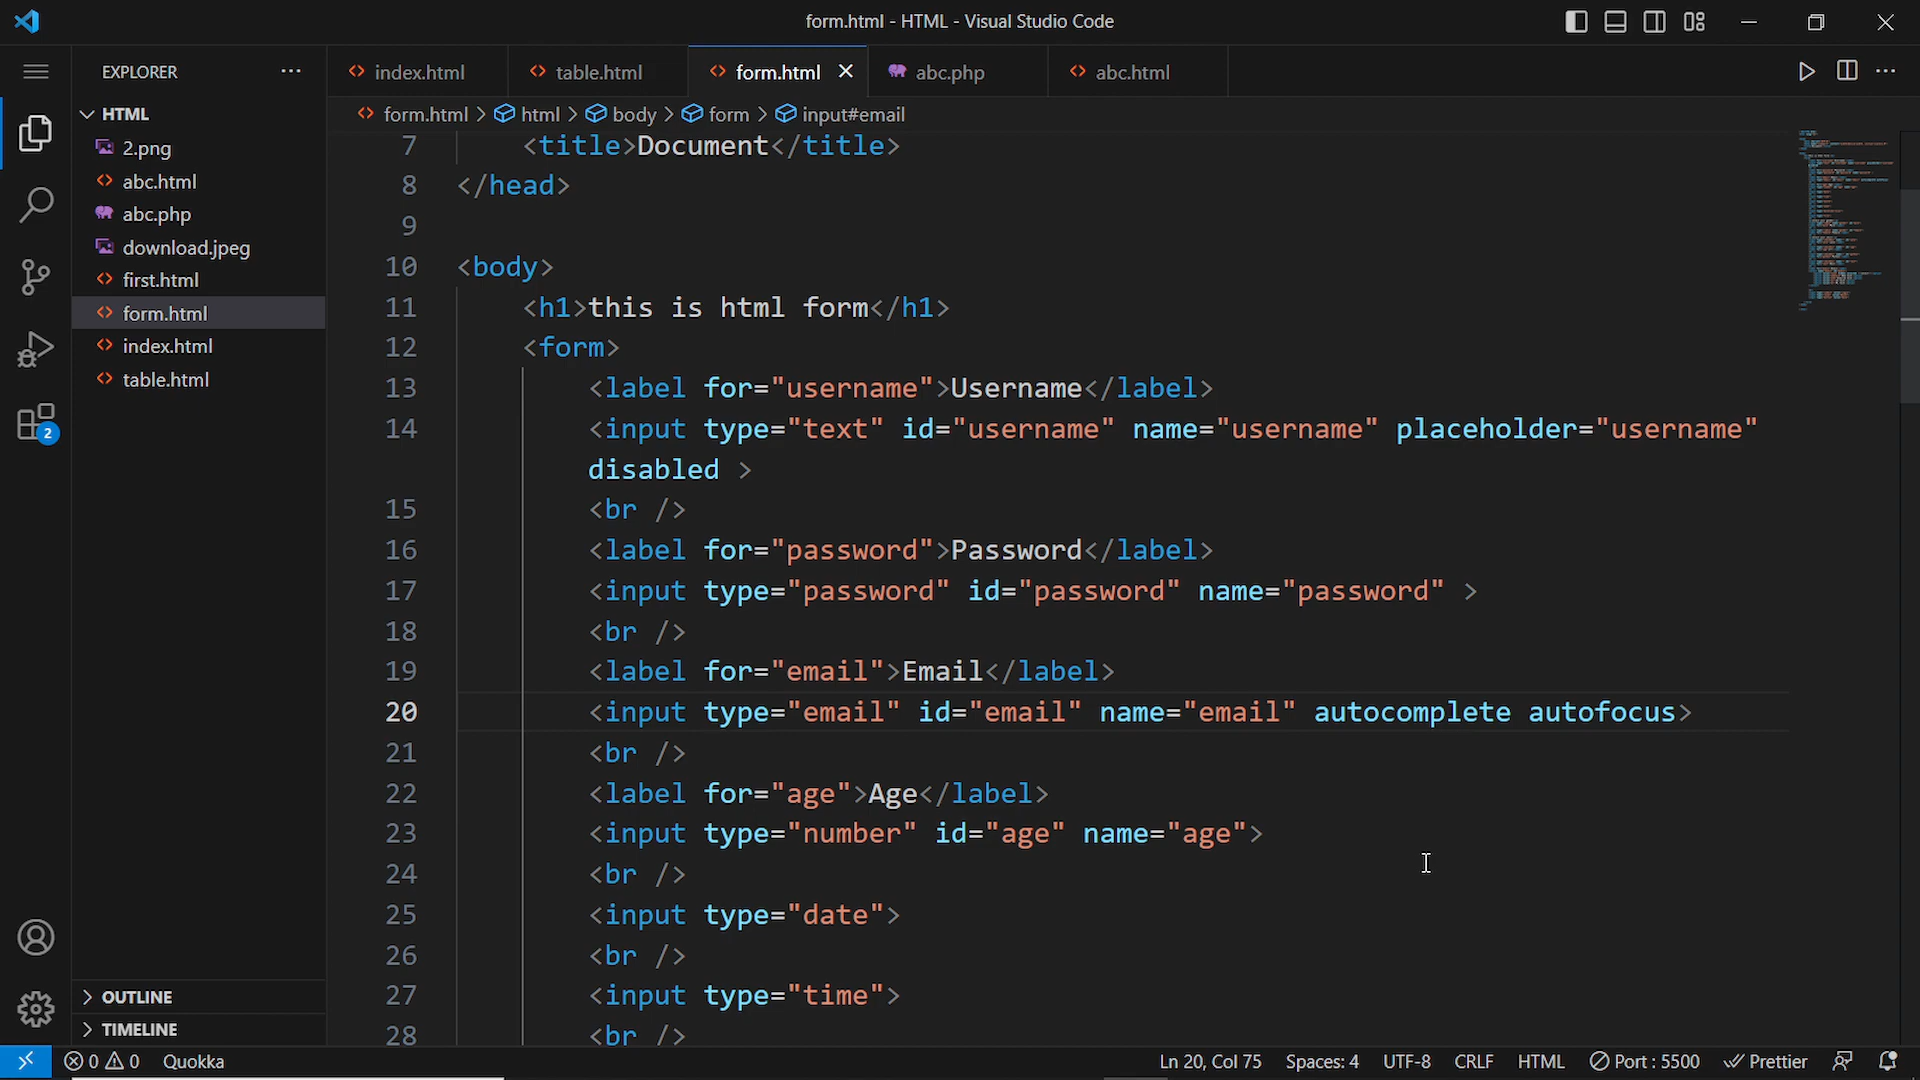 form.html - HTML - Visual Studio Code
EXPLORER
HTML
2.png
abc.html
abc.php
download.jpeg
first.html
form.html
index.html
table.html
OUTLINE
TIMELINE
2
index.html
table.html
form.html
abc.php
abc.html
form.html > html > body > form > input#email
7 <title>Document</title>
8 </head>
9
10 <body>
11 <h1>this is html form</h1>
12 <form>
13 <label for="username">Username</label>
14 <input type="text" id="username" name="username" placeholder="username"
disabled >
15 <br />
16 <label for="password">Password</label>
17 <input type="password" id="password" name="password" >
18 <br />
19 <label for="email">Email</label>
20 <input type="email" id="email" name="email" autocomplete autofocus>
21 <br />
22 <label for="age">Age</label>
23 <input type="number" id="age" name="age">
24 <br />
25 <input type="date">
26 <br />
27 <input type="time">
28 <br />
0 0 Quokka
Ln 20, Col 75 Spaces: 4 UTF-8 CRLF HTML Port : 5500 Prettier